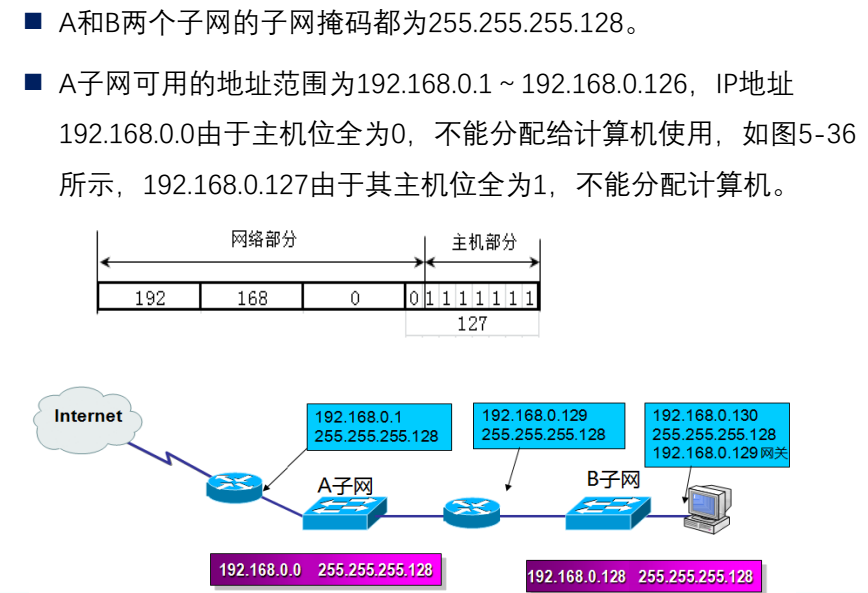 A和B两个子网的子网掩码都为255.255.255.128。
A子网可用的地址范围为192.168.0.1~192.168.0.126，IP地址
192.168.0.0由于主机位全为0，不能分配给计算机使用，如图5-36
所示，192.168.0.127由于其主机位全为1，不能分配计算机。
网络部分 主机部分
192 168 0 0 1 1 1 1 1 1 1
127
Internet
192.168.0.1
255.255.255.128
192.168.0.129
255.255.255.128
192.168.0.130
255.255.255.128
192.168.0.129网关
A子网
B子网
192.168.0.0 255.255.255.128
192.168.0.128 255.255.255.128